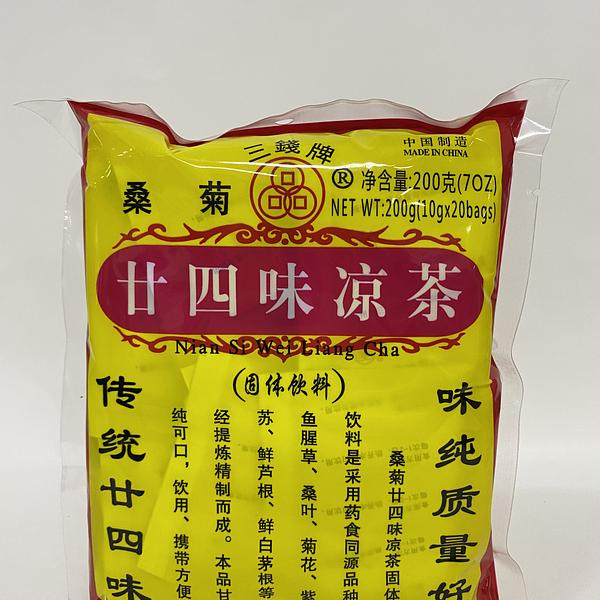 三錢牌
中国制造
MADE IN CHINA
桑菊
®
净含量:200克(7OZ)
NET WT:200g(10gx20bags)
廿四味凉茶
Nian Si Wei Liang Cha
(固体饮料)
味纯质量好
桑菊廿四味凉茶固体
饮料是采用药食同源品种
鱼腥草、桑叶、菊花、紫
苏、鲜芦根、鲜白茅根等
经提炼精制而成。本品甘
纯可口,饮用、携带方便
传统廿四味